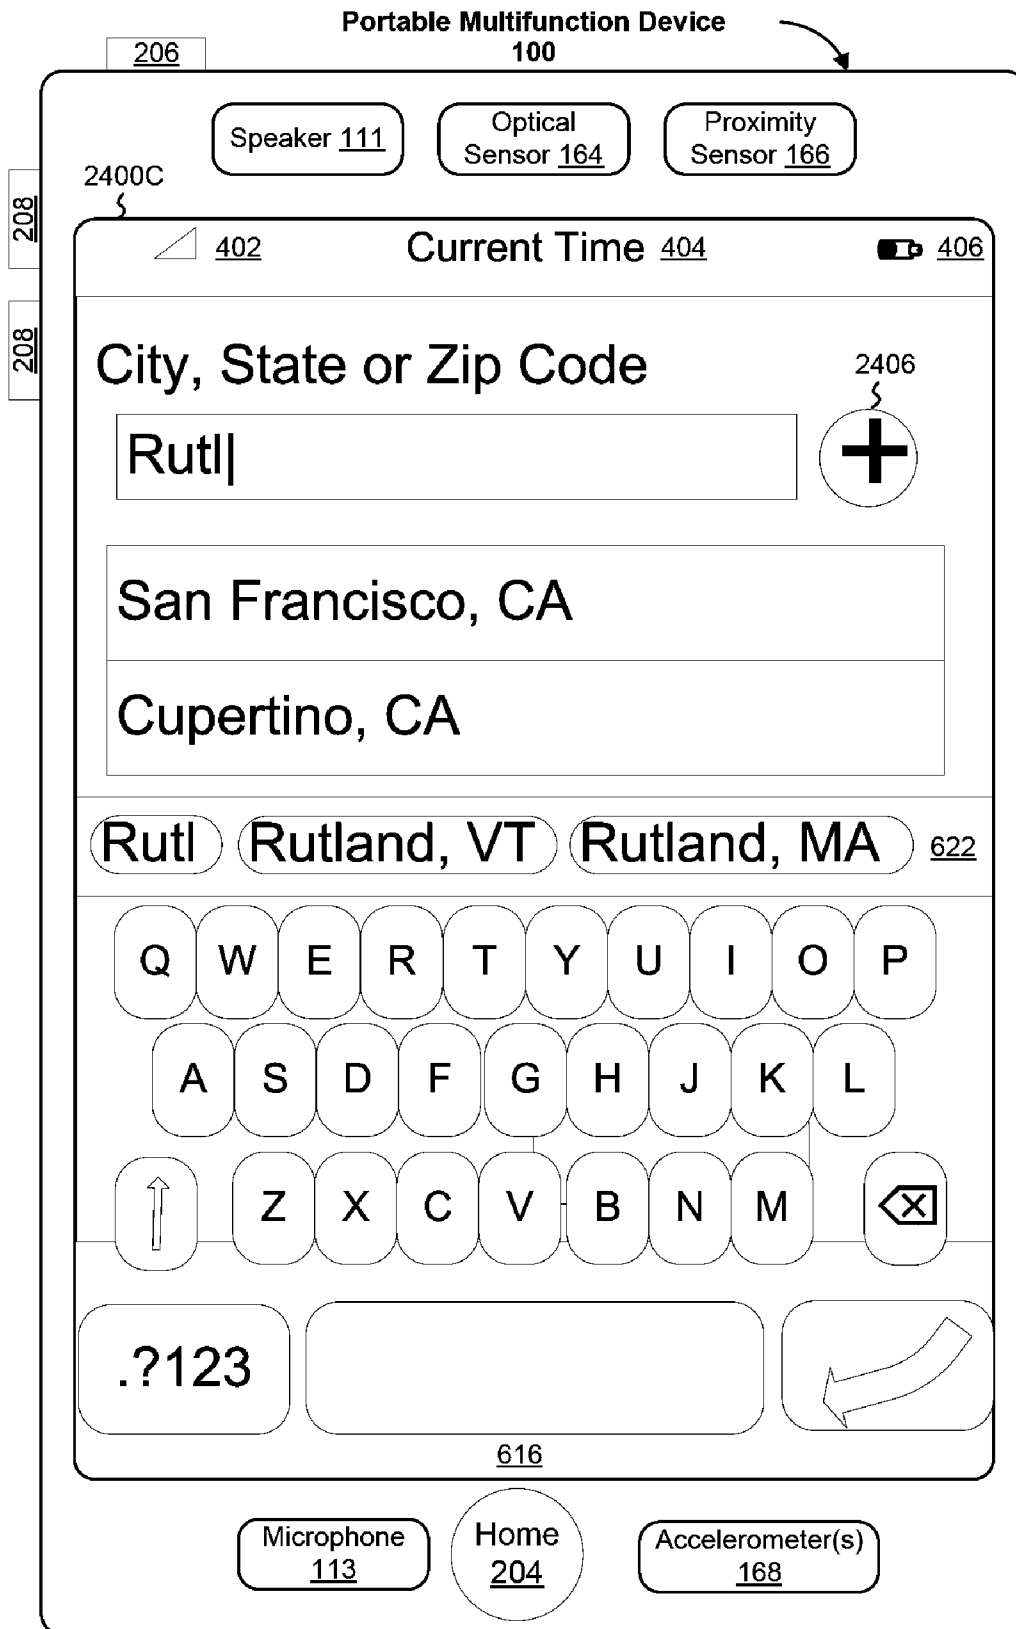 Portable Multifunction Device
100
206
Speaker 111
Optical
Sensor 164
Proximity
Sensor 166
2400C
208
208
402
Current Time 404
406
City, State or Zip Code
2406
Rutl
San Francisco, CA
Cupertino, CA
Rutl Rutland, VT Rutland, MA 622
Q W E R T Y U I O P
A S D F G H J K L
Z X C V B N M
.?123
616
Microphone
113
Home
204
Accelerometer(s)
168